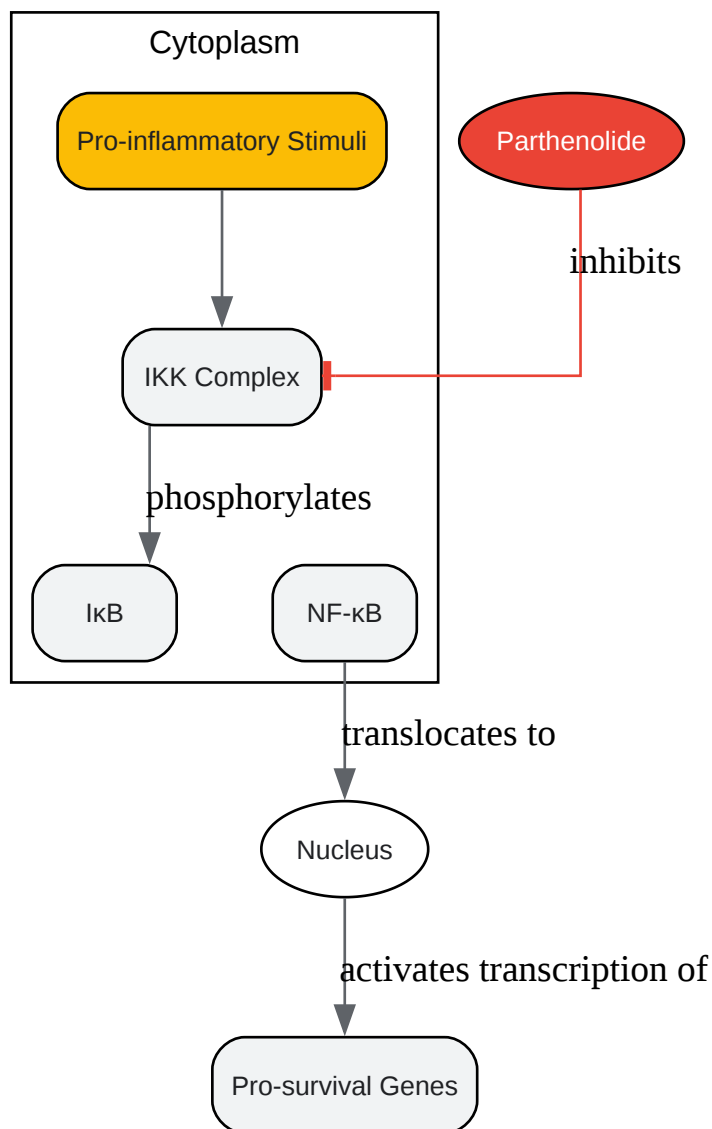 Cytoplasm
Pro-inflammatory Stimuli
Parthenolide
inhibits
IKK Complex
phosphorylates
IκB
NF-κB
translocates to
Nucleus
activates transcription of
Pro-survival Genes